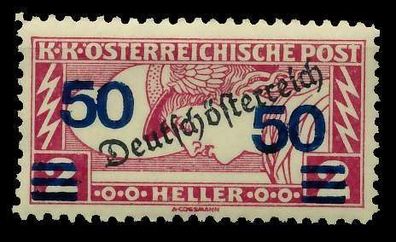 K.K.ÖSTERREICHISCHE POST
50
Deutschösterreich
50
2 2
·O·O· HELLER ·O·O·
A·COSSMANN